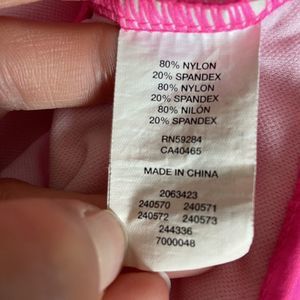 80% NYLON
20% SPANDEX
80% NYLON
20% SPANDEX
80% NILÓN
20% SPANDEX
RN59284
CA40465
MADE IN CHINA
2063423
240570 240571
240572 240573
244336
7000048